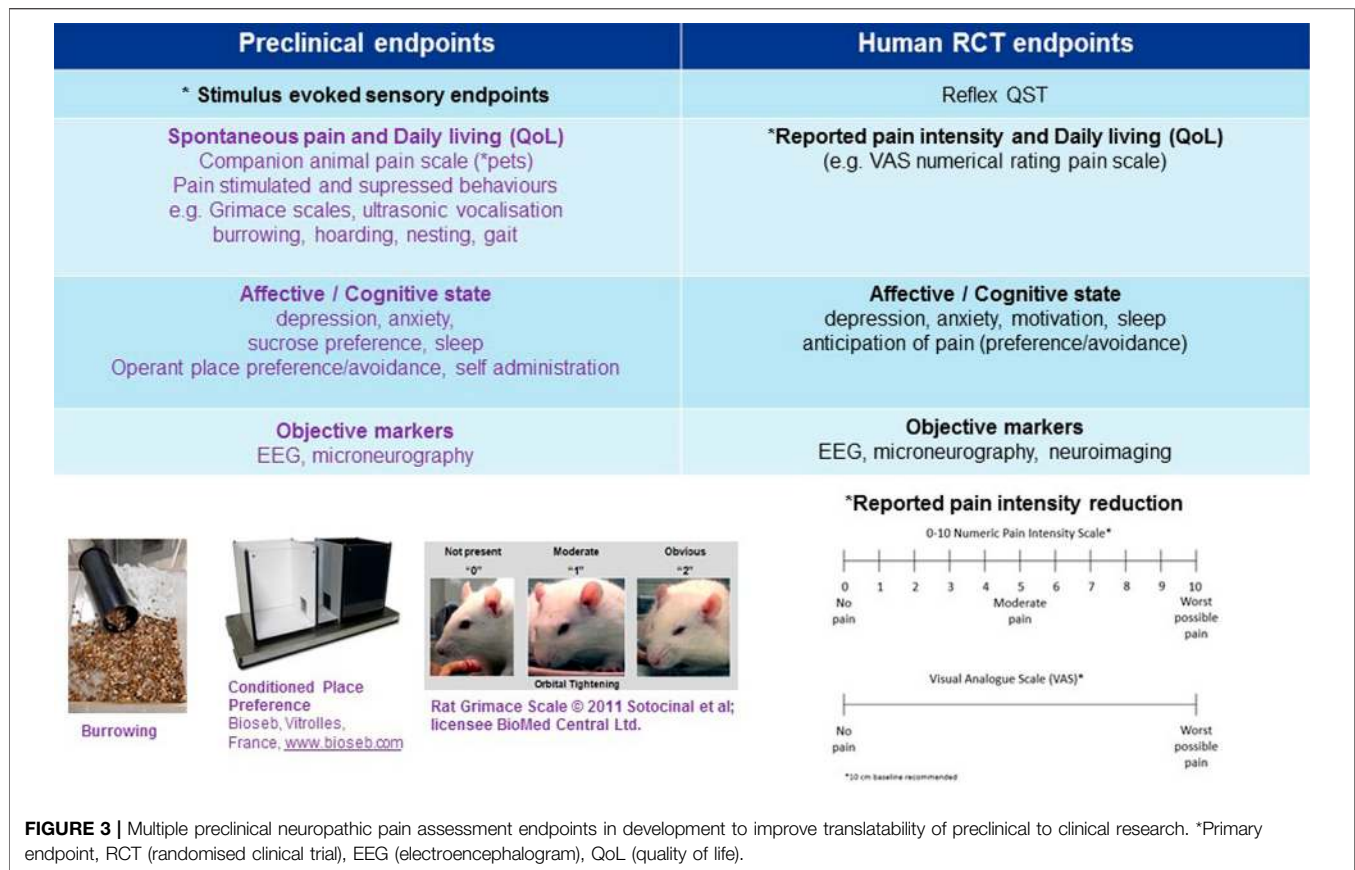 Preclinical endpoints
Human RCT endpoints
* Stimulus evoked sensory endpoints
Reflex QST
Spontaneous pain and Daily living (QoL)
Companion animal pain scale (*pets)
Pain stimulated and supressed behaviours
e.g. Grimace scales, ultrasonic vocalisation
burrowing, hoarding, nesting, gait
*Reported pain intensity and Daily living (QoL)
(e.g. VAS numerical rating pain scale)
Affective / Cognitive state
depression, anxiety,
sucrose preference, sleep
Operant place preference/avoidance, self administration
Affective / Cognitive state
depression, anxiety, motivation, sleep
anticipation of pain (preference/avoidance)
Objective markers
EEG, microneurography
Objective markers
EEG, microneurography, neuroimaging
Burrowing
Conditioned Place
Preference
Bioseb, Vitrolles,
France, www.bioseb.com
Not present
Moderate
Obvious
"0"
"1"
"2"
Orbital Tightening
Rat Grimace Scale © 2011 Sotocinal et al;
licensee BioMed Central Ltd.
*Reported pain intensity reduction
0-10 Numeric Pain Intensity Scale*
0 1 2 3 4 5 6 7 8 9 10
No
pain
Moderate
pain
Worst
possible
pain
Visual Analogue Scale (VAS)*
No
pain
Worst
possible
pain
*10 cm baseline recommended
FIGURE 3 | Multiple preclinical neuropathic pain assessment endpoints in development to improve translatability of preclinical to clinical research. *Primary
endpoint, RCT (randomised clinical trial), EEG (electroencephalogram), QoL (quality of life).